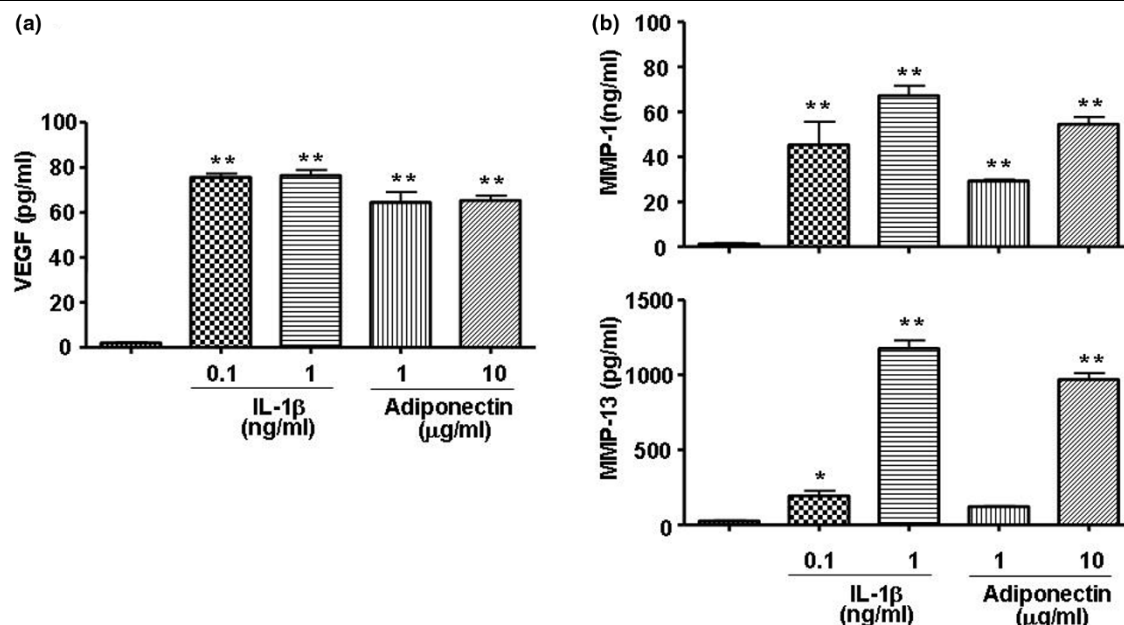 (a)
VEGF (pg/ml)
100
80
60
40
20
0
**
**
**
**
0.1 1 1 10
IL-1β Adiponectin
(ng/ml) (μg/ml)
(b)
MMP-1(ng/ml)
100
80
60
40
20
0
**
**
**
**
MMP-13 (pg/ml)
1500
1000
500
0
*
**
**
0.1 1 1 10
IL-1β Adiponectin
(ng/ml) (μg/ml)